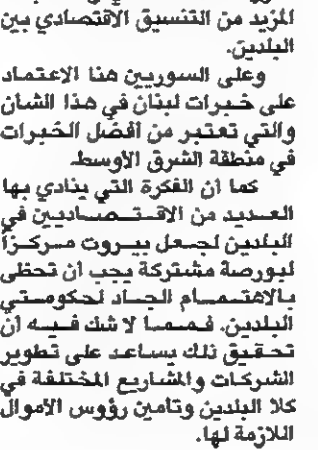 المزيد من التنسيق الاقتصادي بين
البلدين.
وعلى السوريين هنا الاعتماد
على خبرات لبنان في هذا الشأن
والتي تعتبر من أفضل الخبرات
في منطقة الشرق الأوسط.
كما أن الفكرة التي ينادي بها
العديد من الاقتصاديين في
البلدين لجعل بيروت مركزاً
لبورصة مشتركة يجب أن تحظى
بالاهتمام الجاد لحكومتي
البلدين. فمما لا شك فيه أن
تحقيق ذلك يساعد على تطوير
الشركات والمشاريع المختلفة في
كلا البلدين وتأمين رؤوس الأموال
اللازمة لها.